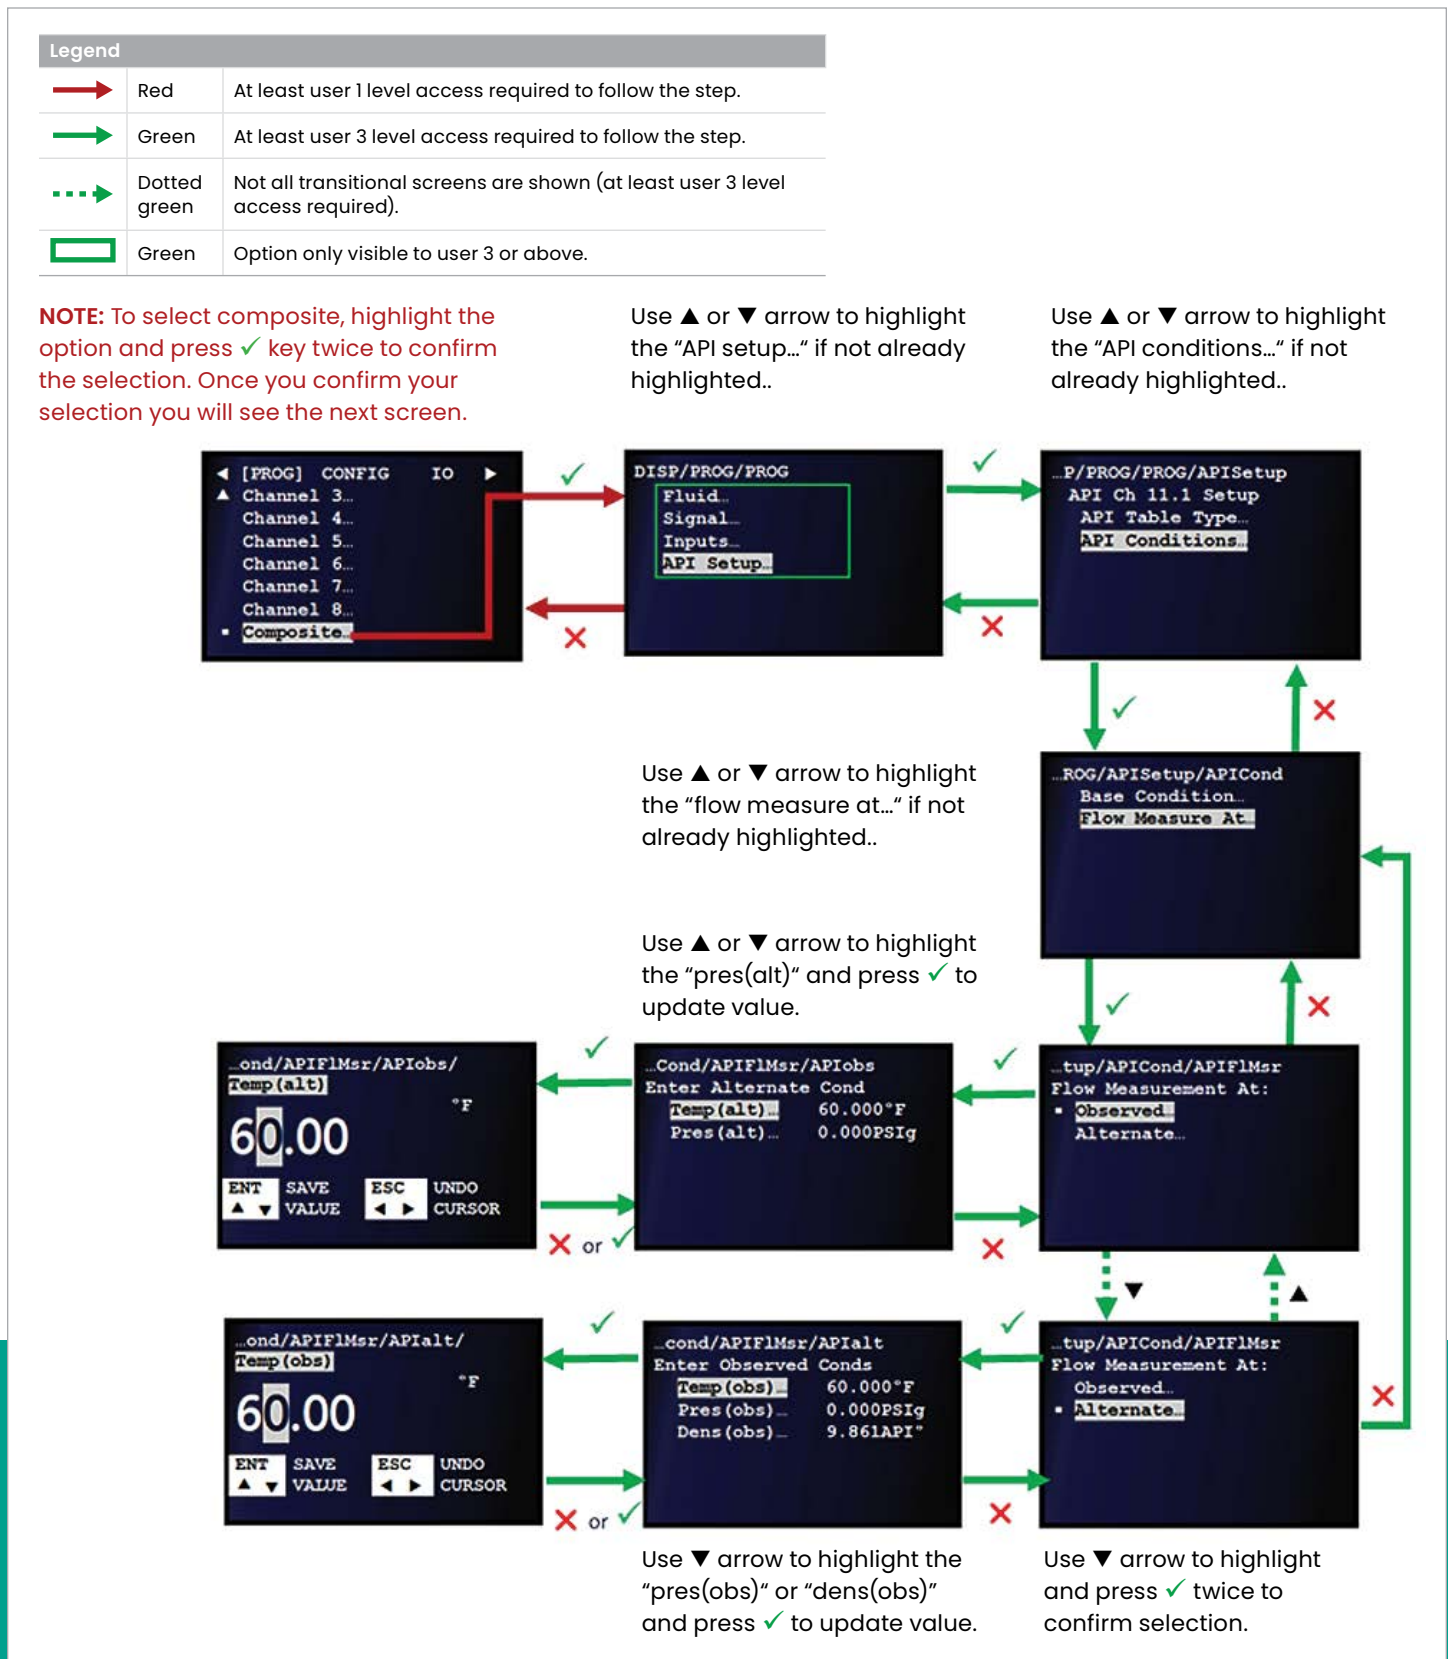 Legend
Red At least user 1 level access required to follow the step.
Green At least user 3 level access required to follow the step.
Dotted green Not all transitional screens are shown (at least user 3 level
access required).
Green Option only visible to user 3 or above.
NOTE: To select composite, highlight the
option and press ✓ key twice to confirm
the selection. Once you confirm your
selection you will see the next screen.
Use ▲ or ▼ arrow to highlight
the “API setup...“ if not already
highlighted..
Use ▲ or ▼ arrow to highlight
the “API conditions...“ if not
already highlighted..
◀ [PROG] CONFIG IO ▶
▲ Channel 3…
Channel 4…
Channel 5…
Channel 6…
Channel 7…
Channel 8…
▪ Composite…
✓
✕
DISP/PROG/PROG
Fluid…
Signal…
Inputs…
API Setup…
✓
✕
…P/PROG/PROG/APISetup
API Ch 11.1 Setup
API Table Type…
API Conditions…
✓
✕
Use ▲ or ▼ arrow to highlight
the “flow measure at...“ if not
already highlighted..
…ROG/APISetup/APICond
Base Condition…
Flow Measure At…
✓
✕
Use ▲ or ▼ arrow to highlight
the “pres(alt)“ and press ✓ to
update value.
…ond/APIFlMsr/APIobs/
Temp(alt)
°F
60.00
ENT SAVE ESC UNDO
▲ ▼ VALUE ◀ ▶ CURSOR
✓
✕ or ✓
…Cond/APIFlMsr/APIobs
Enter Alternate Cond
Temp(alt)… 60.000°F
Pres(alt)… 0.000PSIg
✓
✕
…tup/APICond/APIFlMsr
Flow Measurement At:
▪ Observed…
Alternate…
▼
▲
…ond/APIFlMsr/APIalt/
Temp(obs)
°F
60.00
ENT SAVE ESC UNDO
▲ ▼ VALUE ◀ ▶ CURSOR
✓
✕ or ✓
…cond/APIFlMsr/APIalt
Enter Observed Conds
Temp(obs)… 60.000°F
Pres(obs)… 0.000PSIg
Dens(obs)… 9.861API°
✓
✕
…tup/APICond/APIFlMsr
Flow Measurement At:
Observed…
▪ Alternate…
✕
Use ▼ arrow to highlight the
“pres(obs)“ or “dens(obs)”
and press ✓ to update value.
Use ▼ arrow to highlight
and press ✓ twice to
confirm selection.